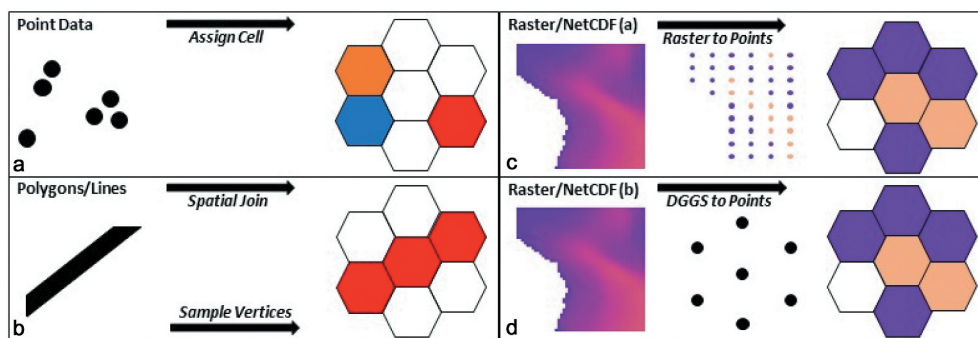 Point Data
Assign Cell
a
Polygons/Lines
Spatial Join
Sample Vertices
b
Raster/NetCDF (a)
Raster to Points
c
Raster/NetCDF (b)
DGGS to Points
d